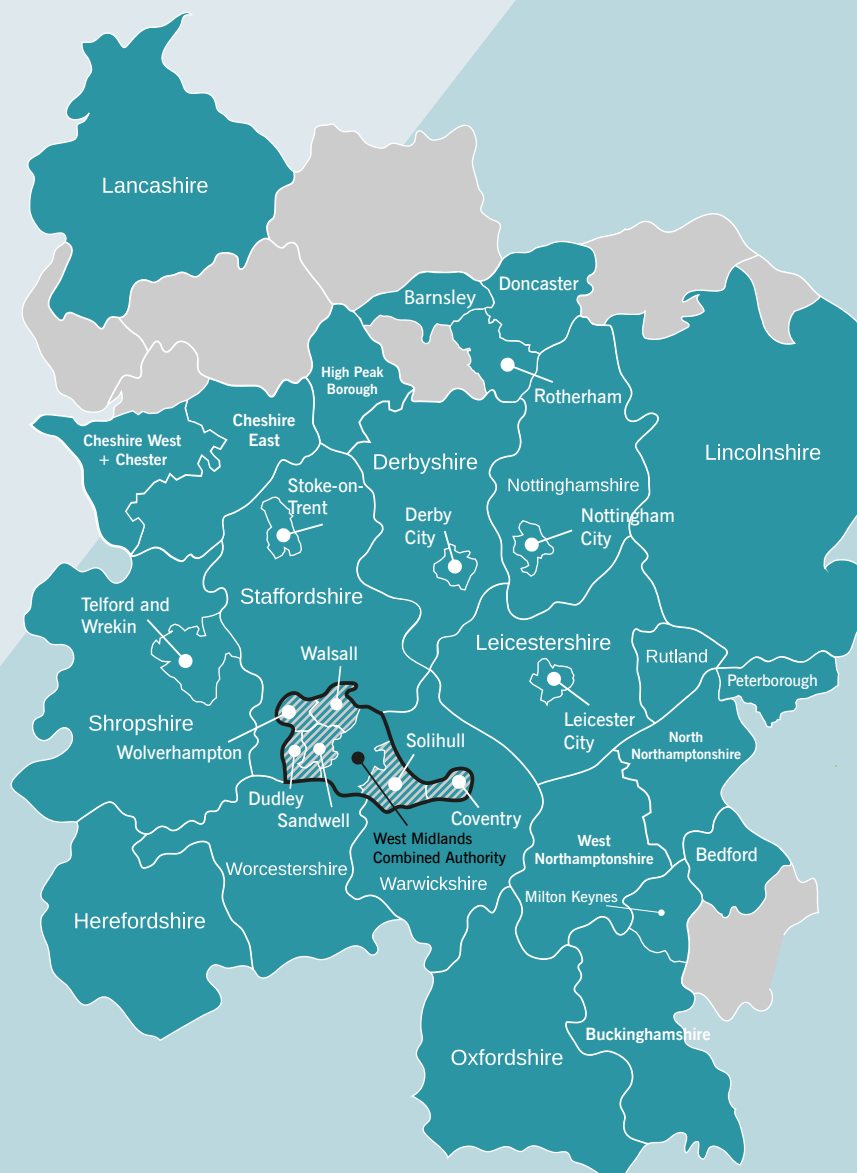 Lancashire
Doncaster
Barnsley
High Peak
Borough
Rotherham
Cheshire
East
Cheshire West
+ Chester
Derbyshire
Lincolnshire
Stoke-on-
Trent
Nottinghamshire
Derby
City
Nottingham
City
Staffordshire
Telford and
Wrekin
Leicestershire
Walsall
Rutland
Peterborough
Shropshire
Wolverhampton
Solihull
Leicester
City
North
Northamptonshire
Dudley
Sandwell
Coventry
West Midlands
Combined Authority
West
Northamptonshire
Bedford
Worcestershire
Warwickshire
Milton Keynes
Herefordshire
Buckinghamshire
Oxfordshire